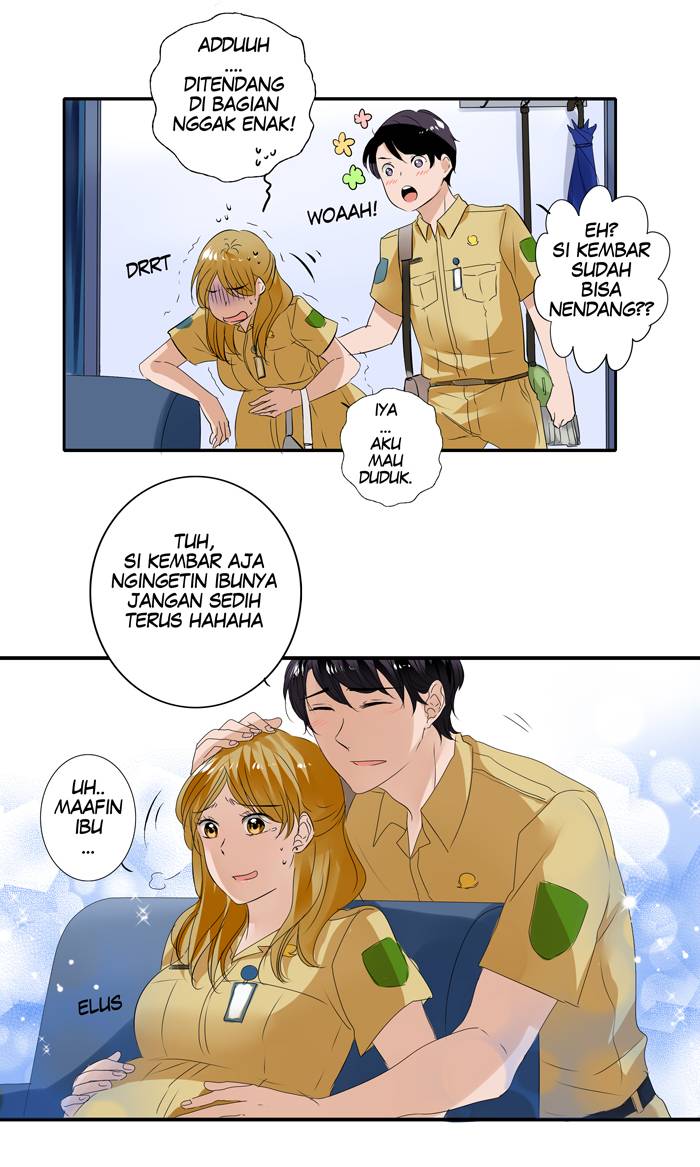 ADDUUH
....
DITENDANG
DI BAGIAN
NGGAK ENAK!
WOAAH!
DRRT
EH?
SI KEMBAR
SUDAH
BISA
NENDANG??
IYA
...
AKU
MAU
DUDUK.
TUH,
SI KEMBAR AJA
NGINGETIN IBUNYA
JANGAN SEDIH
TERUS HAHAHA
UH..
MAAFIN
IBU
...
ELUS